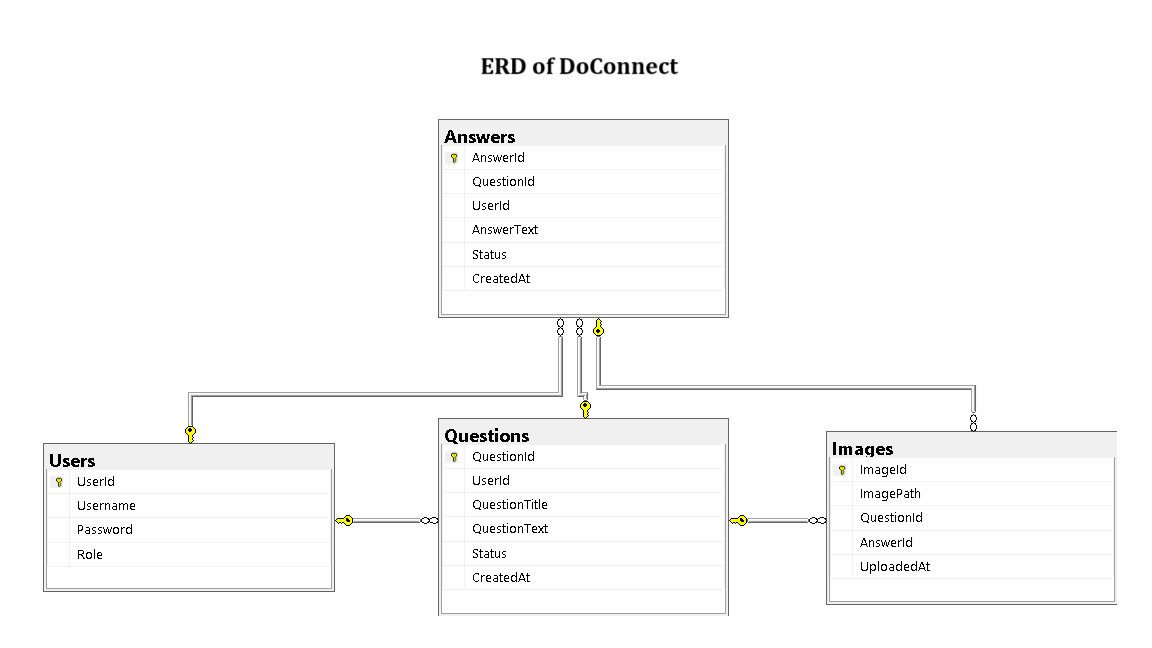 ERD of DoConnect
Answers
AnswerId
QuestionId
UserId
AnswerText
Status
CreatedAt
Users
UserId
Username
Password
Role
Questions
QuestionId
UserId
QuestionTitle
QuestionText
Status
CreatedAt
Images
ImageId
ImagePath
QuestionId
AnswerId
UploadedAt